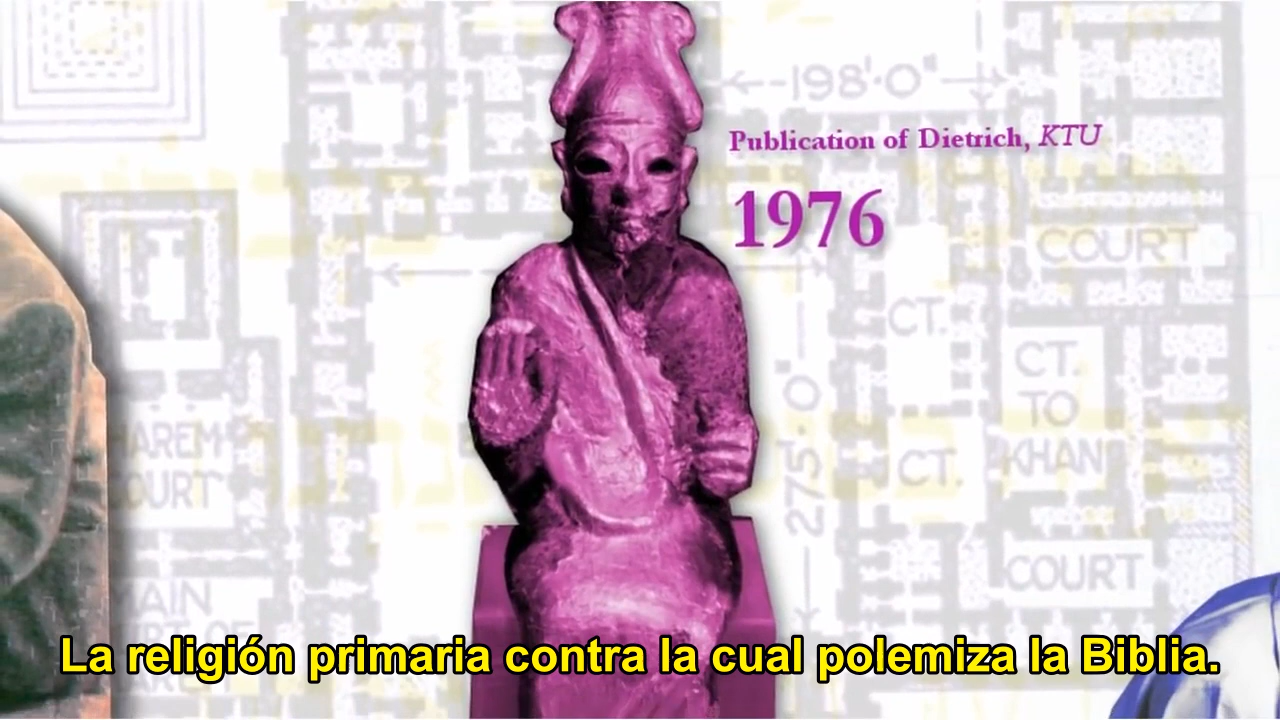 198'·0"
Publication of Dietrich, KTU
1976
COURT
CT.
CT.
TO
KHAN
275'·0"
CT.
HAREM
COURT
COURT
La religión primaria contra la cual polemiza la Biblia.